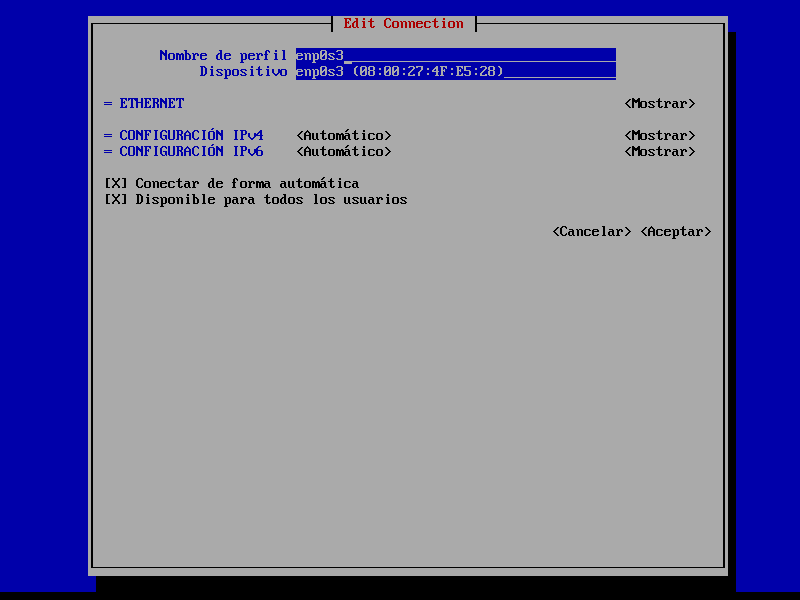 Edit Connection
Nombre de perfil enp0s3
Dispositivo enp0s3 (08:00:27:4F:E5:28)
= ETHERNET <Mostrar>
= CONFIGURACIÓN IPv4 <Automático> <Mostrar>
= CONFIGURACIÓN IPv6 <Automático> <Mostrar>
[X] Conectar de forma automática
[X] Disponible para todos los usuarios
<Cancelar> <Aceptar>